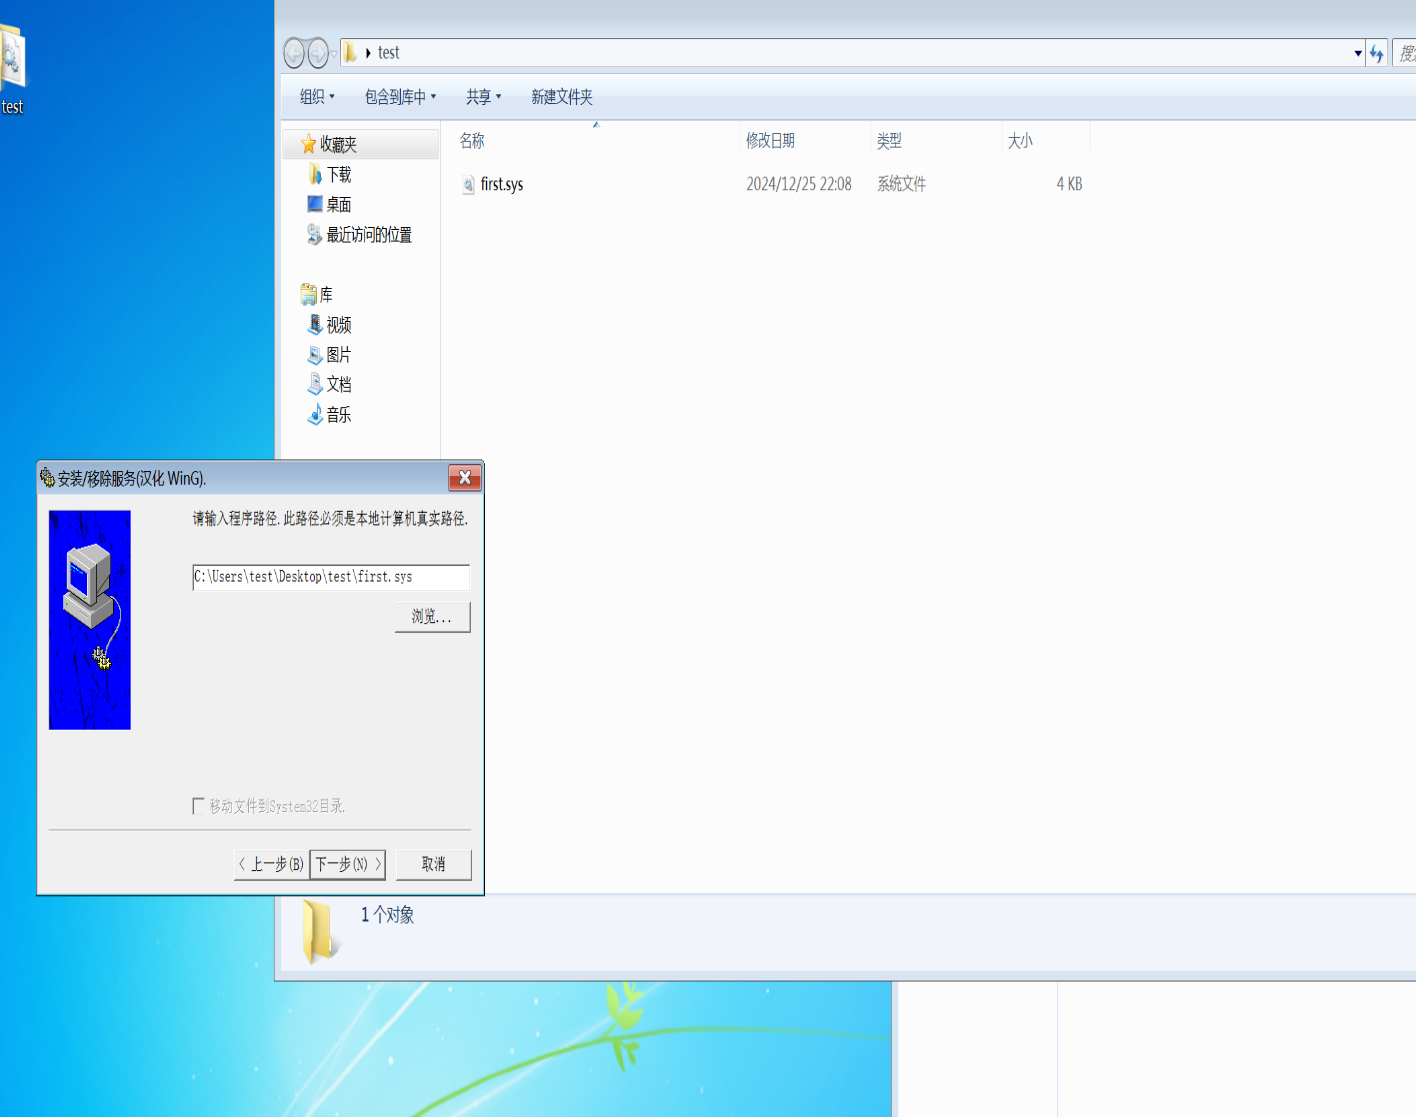 test
test
搜
组织
包含到库中
共享
新建文件夹
收藏夹
下载
桌面
最近访问的位置
库
视频
图片
文档
音乐
名称
修改日期
类型
大小
first.sys
2024/12/25 22:08
系统文件
4 KB
安装/移除服务(汉化 WinG).
请输入程序路径. 此路径必须是本地计算机真实路径.
C:\Users\test\Desktop\test\first.sys
浏览...
移动文件到System32目录.
< 上一步(B)
下一步(N) >
取消
1 个对象